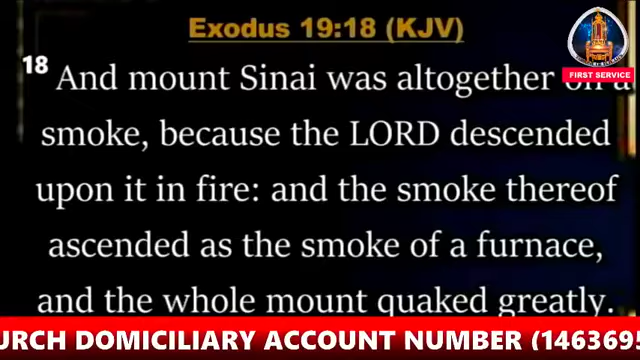 Exodus 19:18 (KJV)
FIRST SERVICE
18 And mount Sinai was altogether on a
smoke, because the LORD descended
upon it in fire: and the smoke thereof
ascended as the smoke of a furnace,
and the whole mount quaked greatly.
URCH DOMICILIARY ACCOUNT NUMBER (1463695